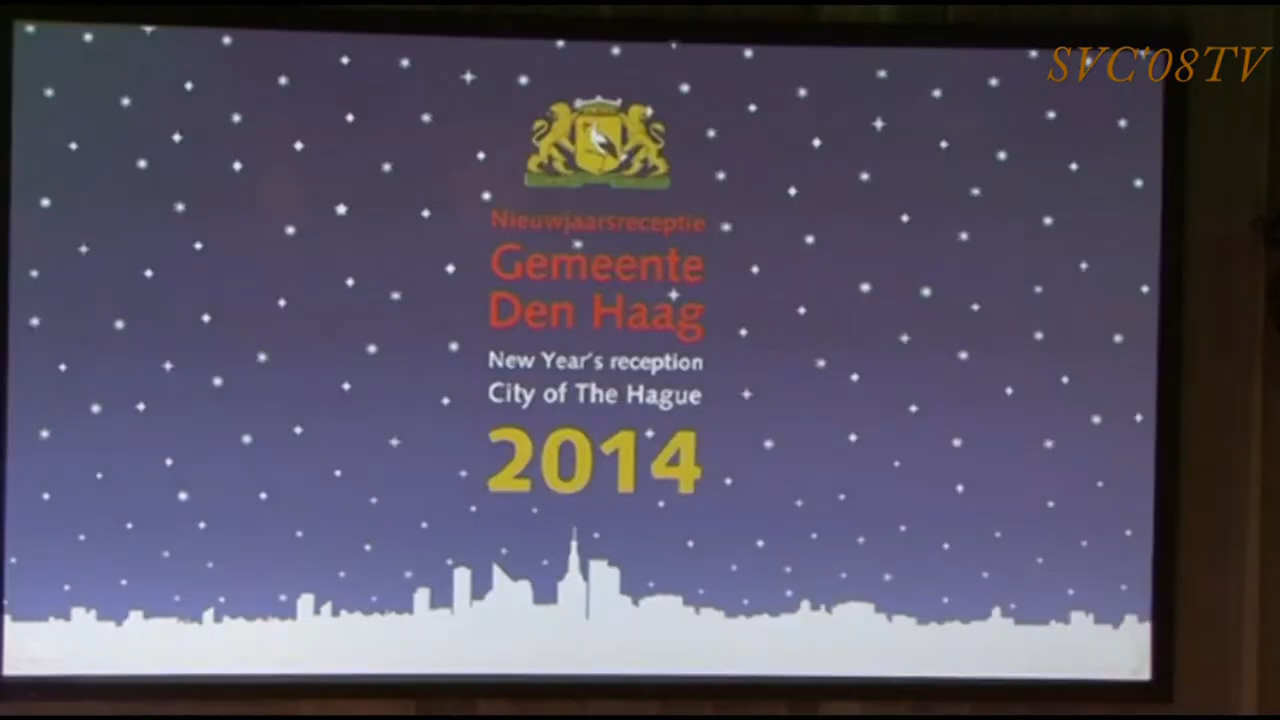 SVC'08TV
Nieuwjaarsreceptie
Gemeente
Den Haag
New Year's reception
City of The Hague
2014